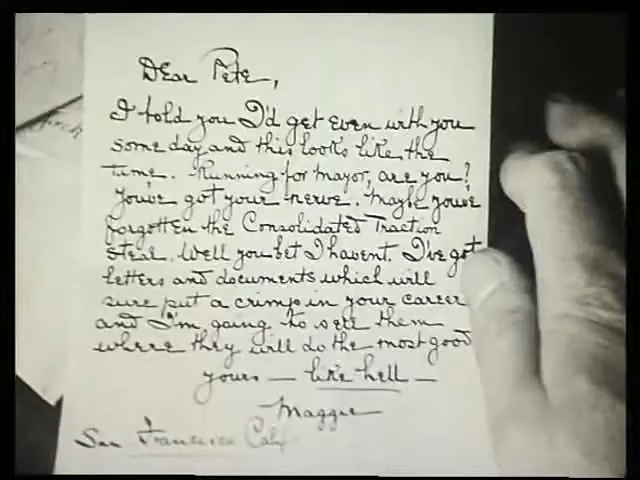 Dear Pete,
I told you I'd get even with you
some day and this looks like the
time. Running for mayor, are you?
You've got your nerve. Maybe you've
forgotten the Consolidated Traction
steal. Well you bet I havent. I've got
letters and documents which will
sure put a crimp in your career
and I'm going to sell them
where they will do the most good
yours — like hell —
Maggie
San Francisco Calif